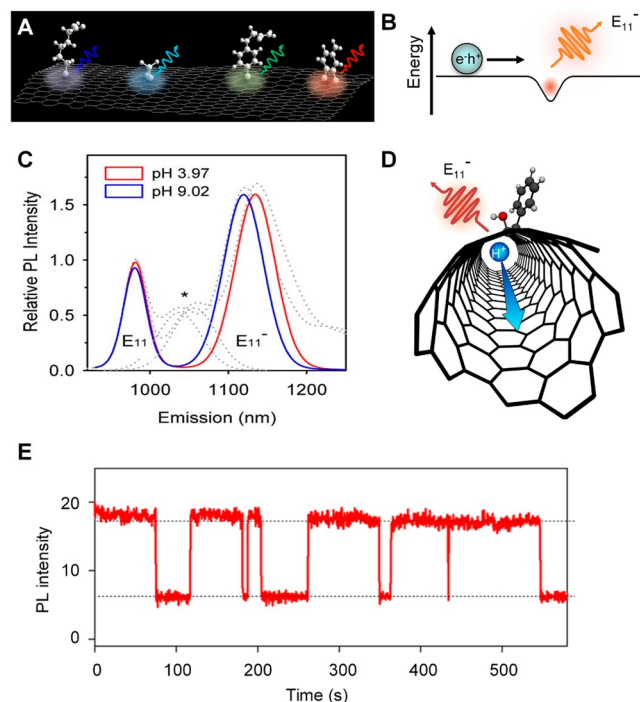 A
B
Energy
e-h+
E11-
C
pH 3.97
pH 9.02
Relative PL Intensity
1.5
1.0
0.5
0.0
*
E11
E11-
1000
1100
1200
Emission (nm)
D
E11-
H+
E
PL intensity
20
10
0
0
100
200
300
400
500
Time (s)